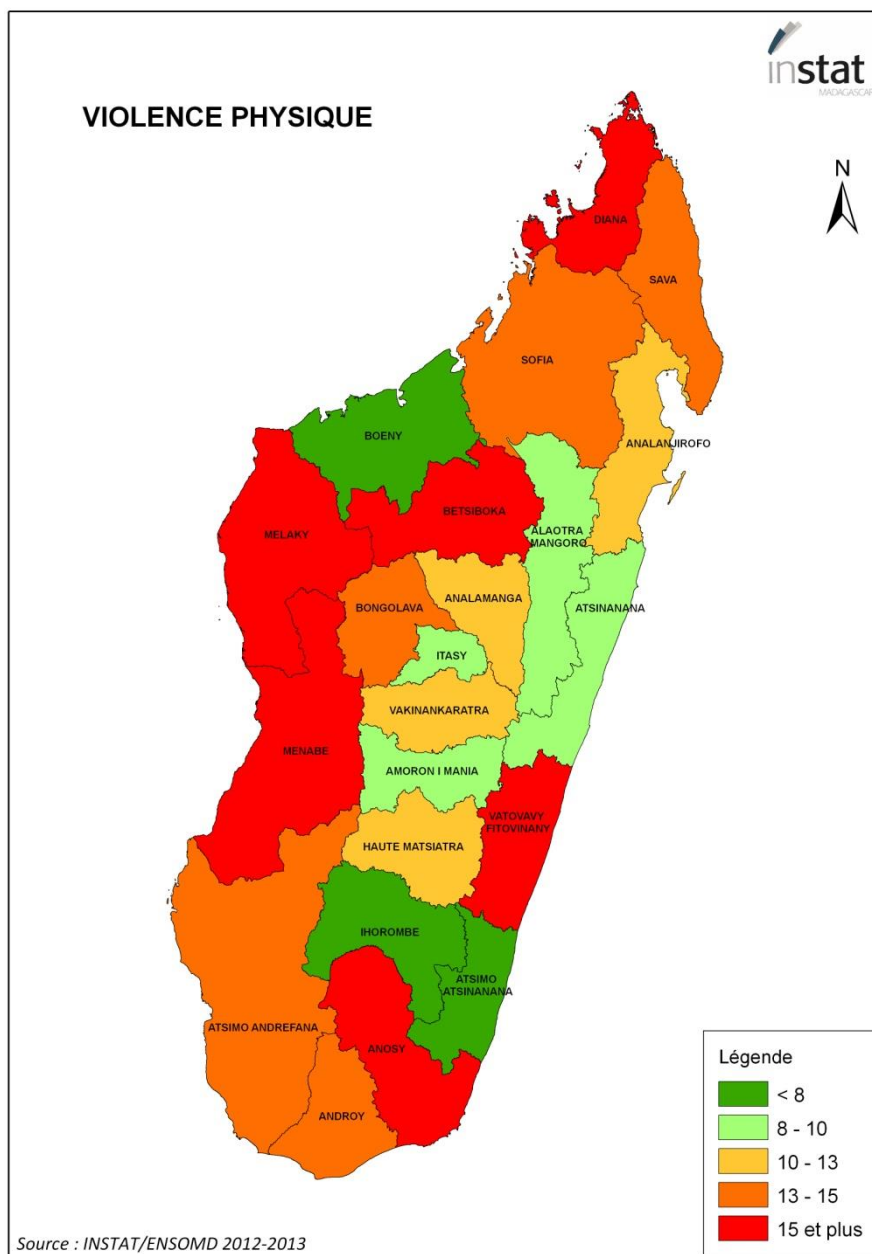 instat
MADAGASCAR
VIOLENCE PHYSIQUE
N
DIANA
SAVA
SOFIA
BOENY
ANALANJIROFO
BETSIBOKA
MELAKY
ALAOTRA
MANGORO
BONGOLAVA
ANALAMANGA
ATSINANANA
ITASY
VAKINANKARATRA
MENABE
AMORON I MANIA
VATOVAVY
FITOVINANY
HAUTE MATSIATRA
IHOROMBE
ATSIMO
ATSINANANA
ATSIMO ANDREFANA
ANOSY
ANDROY
Légende
< 8
8 - 10
10 - 13
13 - 15
15 et plus
Source : INSTAT/ENSOMD 2012-2013